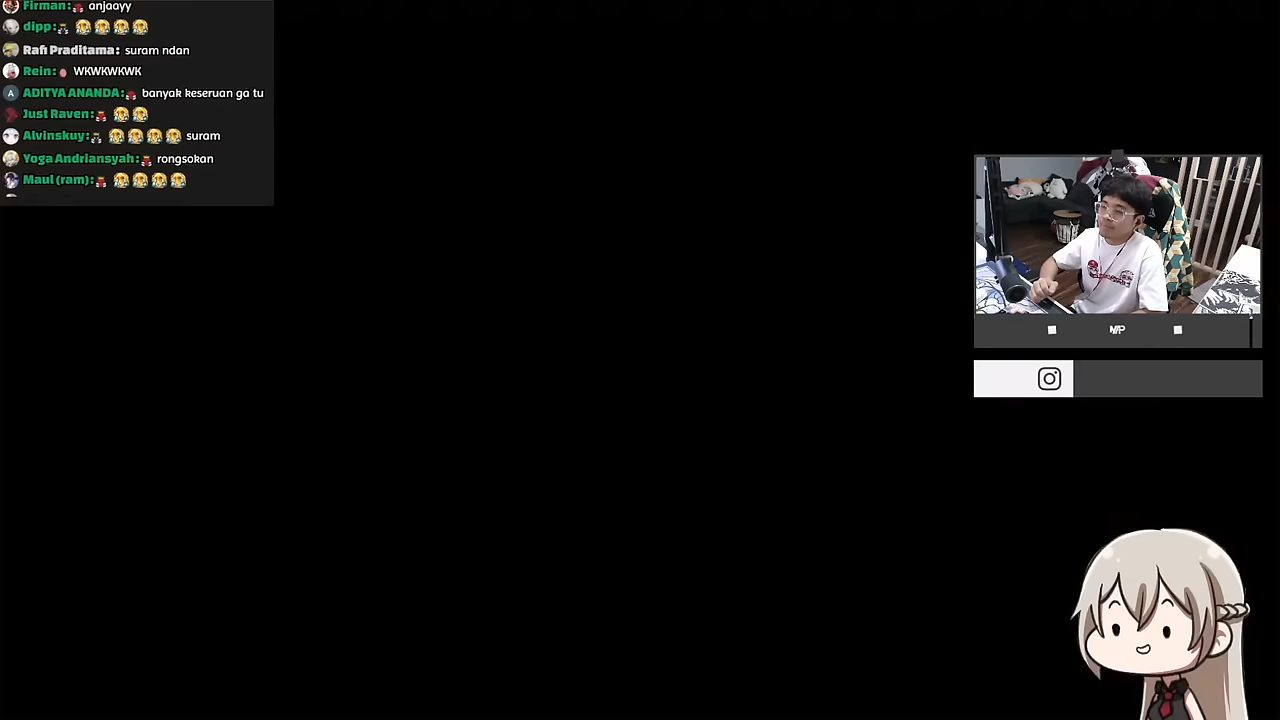 Firman: anjaayy
dipp: 😭😭😭😭
Rafi Praditama: suram ndan
Rein: WKWKWKWK
ADITYA ANANDA: banyak keseruan ga tu
Just Raven: 😭😭
Alvinskuy: 😭😭😭😭 suram
Yoga Andriansyah: rongsokan
Maul (ram): 😭😭😭😭